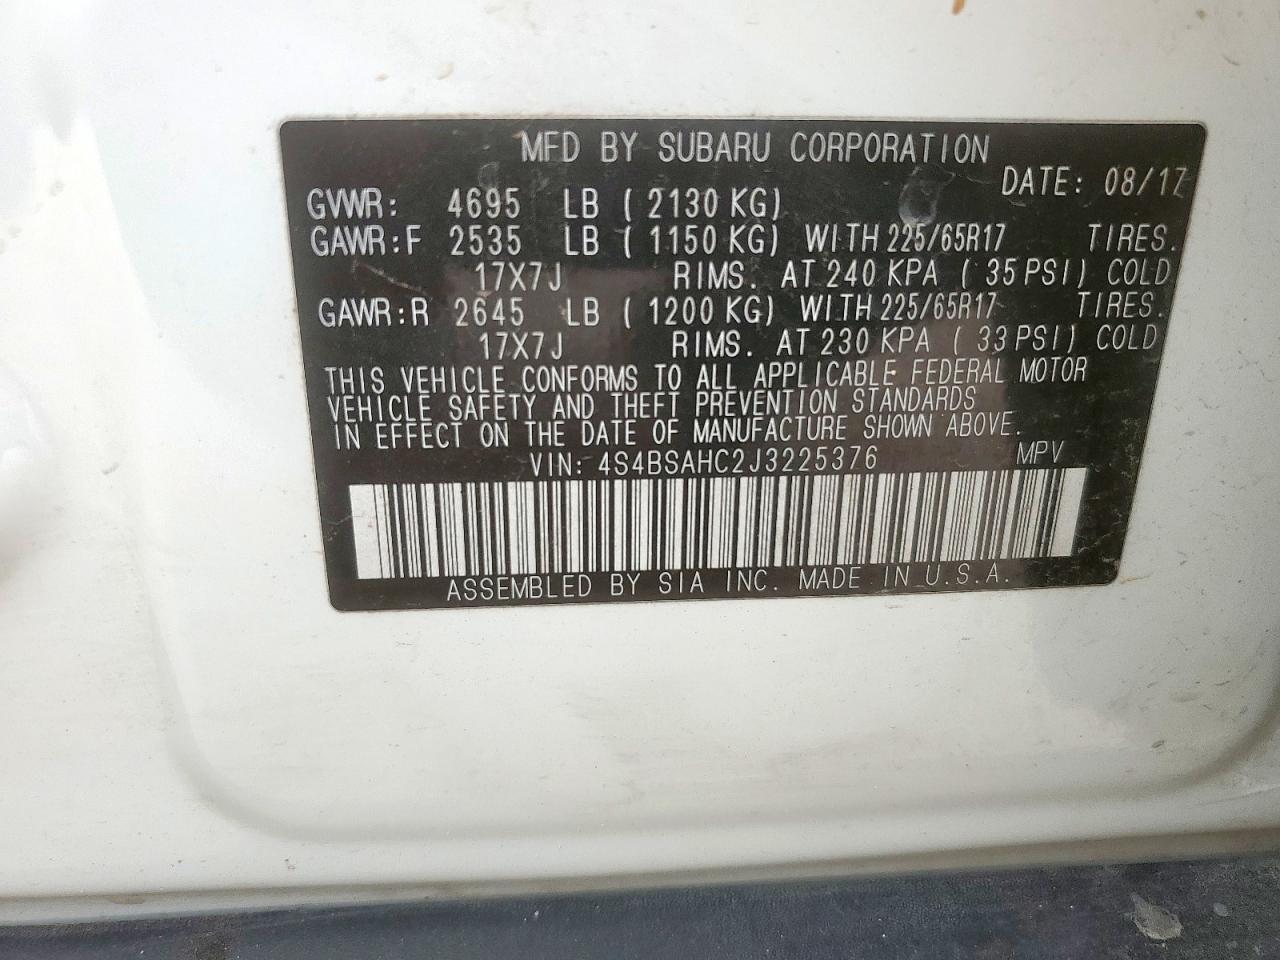 MFD BY SUBARU CORPORATION
DATE: 08/17
GVWR: 4695 LB ( 2130 KG)
GAWR:F 2535 LB ( 1150 KG) WITH 225/65R17 TIRES.
17X7J RIMS. AT 240 KPA ( 35 PSI) COLD
GAWR:R 2645 LB ( 1200 KG) WITH 225/65R17 TIRES.
17X7J RIMS. AT 230 KPA ( 33 PSI) COLD
THIS VEHICLE CONFORMS TO ALL APPLICABLE FEDERAL MOTOR
VEHICLE SAFETY AND THEFT PREVENTION STANDARDS
IN EFFECT ON THE DATE OF MANUFACTURE SHOWN ABOVE.
VIN: 4S4BSAHC2J3225376 MPV
ASSEMBLED BY SIA INC. MADE IN U.S.A.